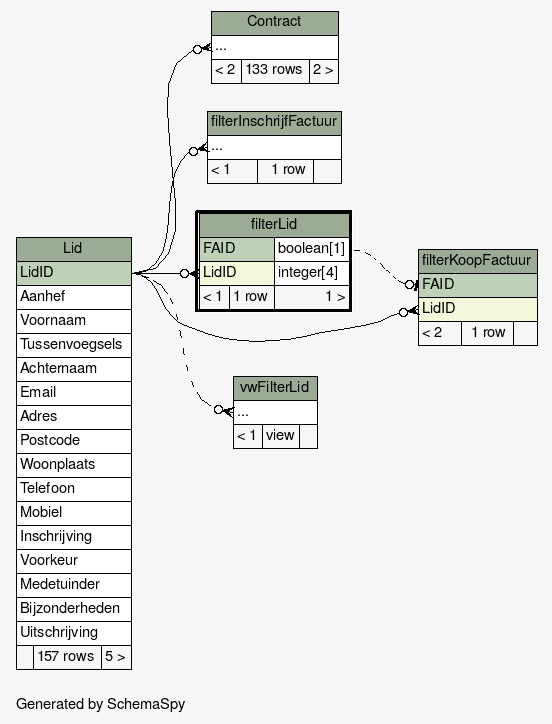 Contract
...
< 2 133 rows 2 >
filterInschrijfFactuur
...
< 1 1 row
filterLid
FAID boolean[1]
LidID integer[4]
< 1 1 row 1 >
filterKoopFactuur
FAID
LidID
< 2 1 row
vwFilterLid
...
< 1 view
Lid
LidID
Aanhef
Voornaam
Tussenvoegsels
Achternaam
Email
Adres
Postcode
Woonplaats
Telefoon
Mobiel
Inschrijving
Voorkeur
Medetuinder
Bijzonderheden
Uitschrijving
157 rows 5 >
Generated by SchemaSpy